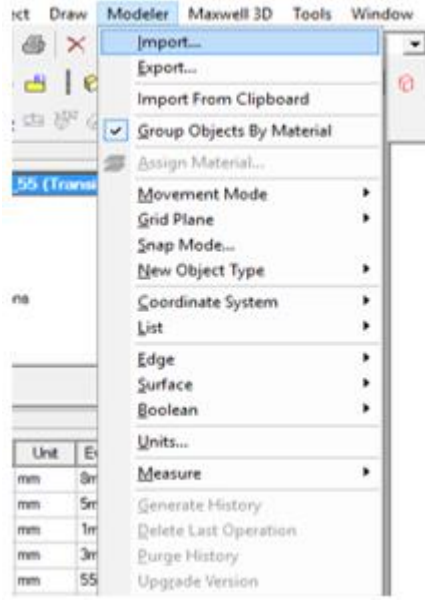 Draw Modeler Maxwell 3D Tools Window
Import...
Export...
Import From Clipboard
Group Objects By Material
Assign Material...
_55 (Transi
Movement Mode
Grid Plane
Snap Mode...
New Object Type
Coordinate System
List
Edge
Surface
Boolean
Units...
Unit
mm
Measure
mm
Generate History
mm
Delete Last Operation
mm
Purge History
mm 55
Upgrade Version